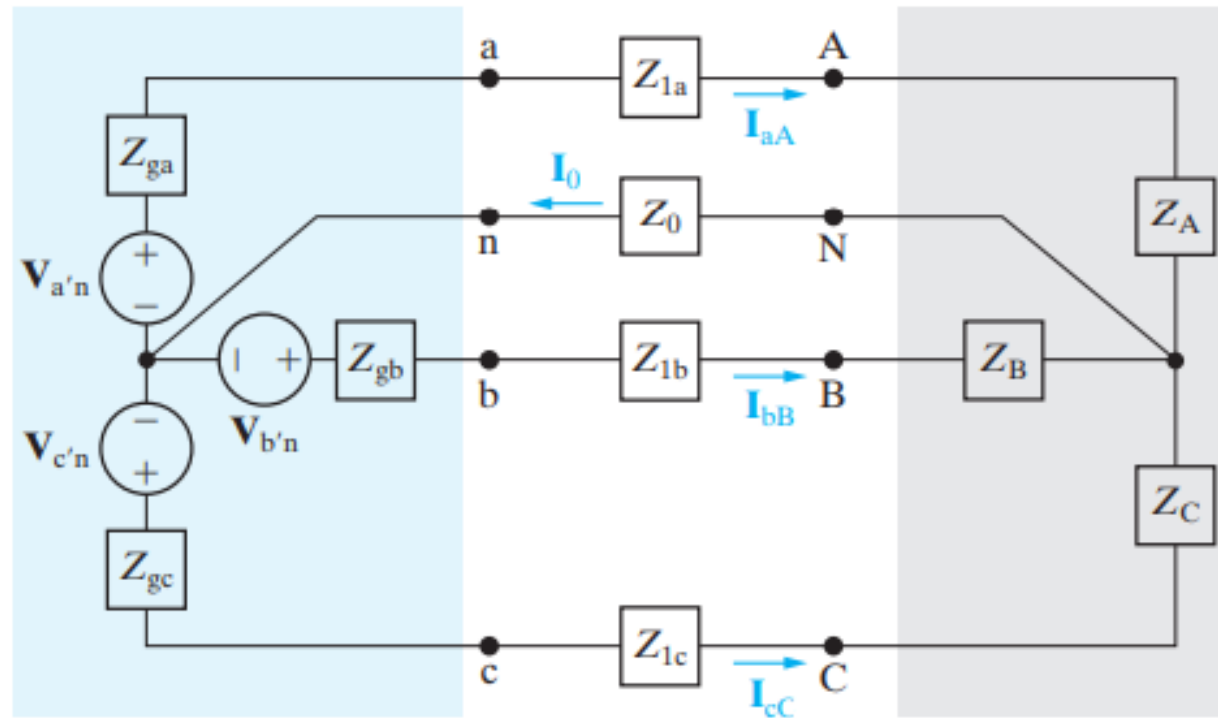 a
Z1a
A
IaA
Zga
I0
n
Z0
N
ZA
+
Va′n
−
−
+
Zgb
b
Z1b
IbB
B
ZB
Vb′n
−
Vc′n
+
Zgc
ZC
c
Z1c
IcC
C